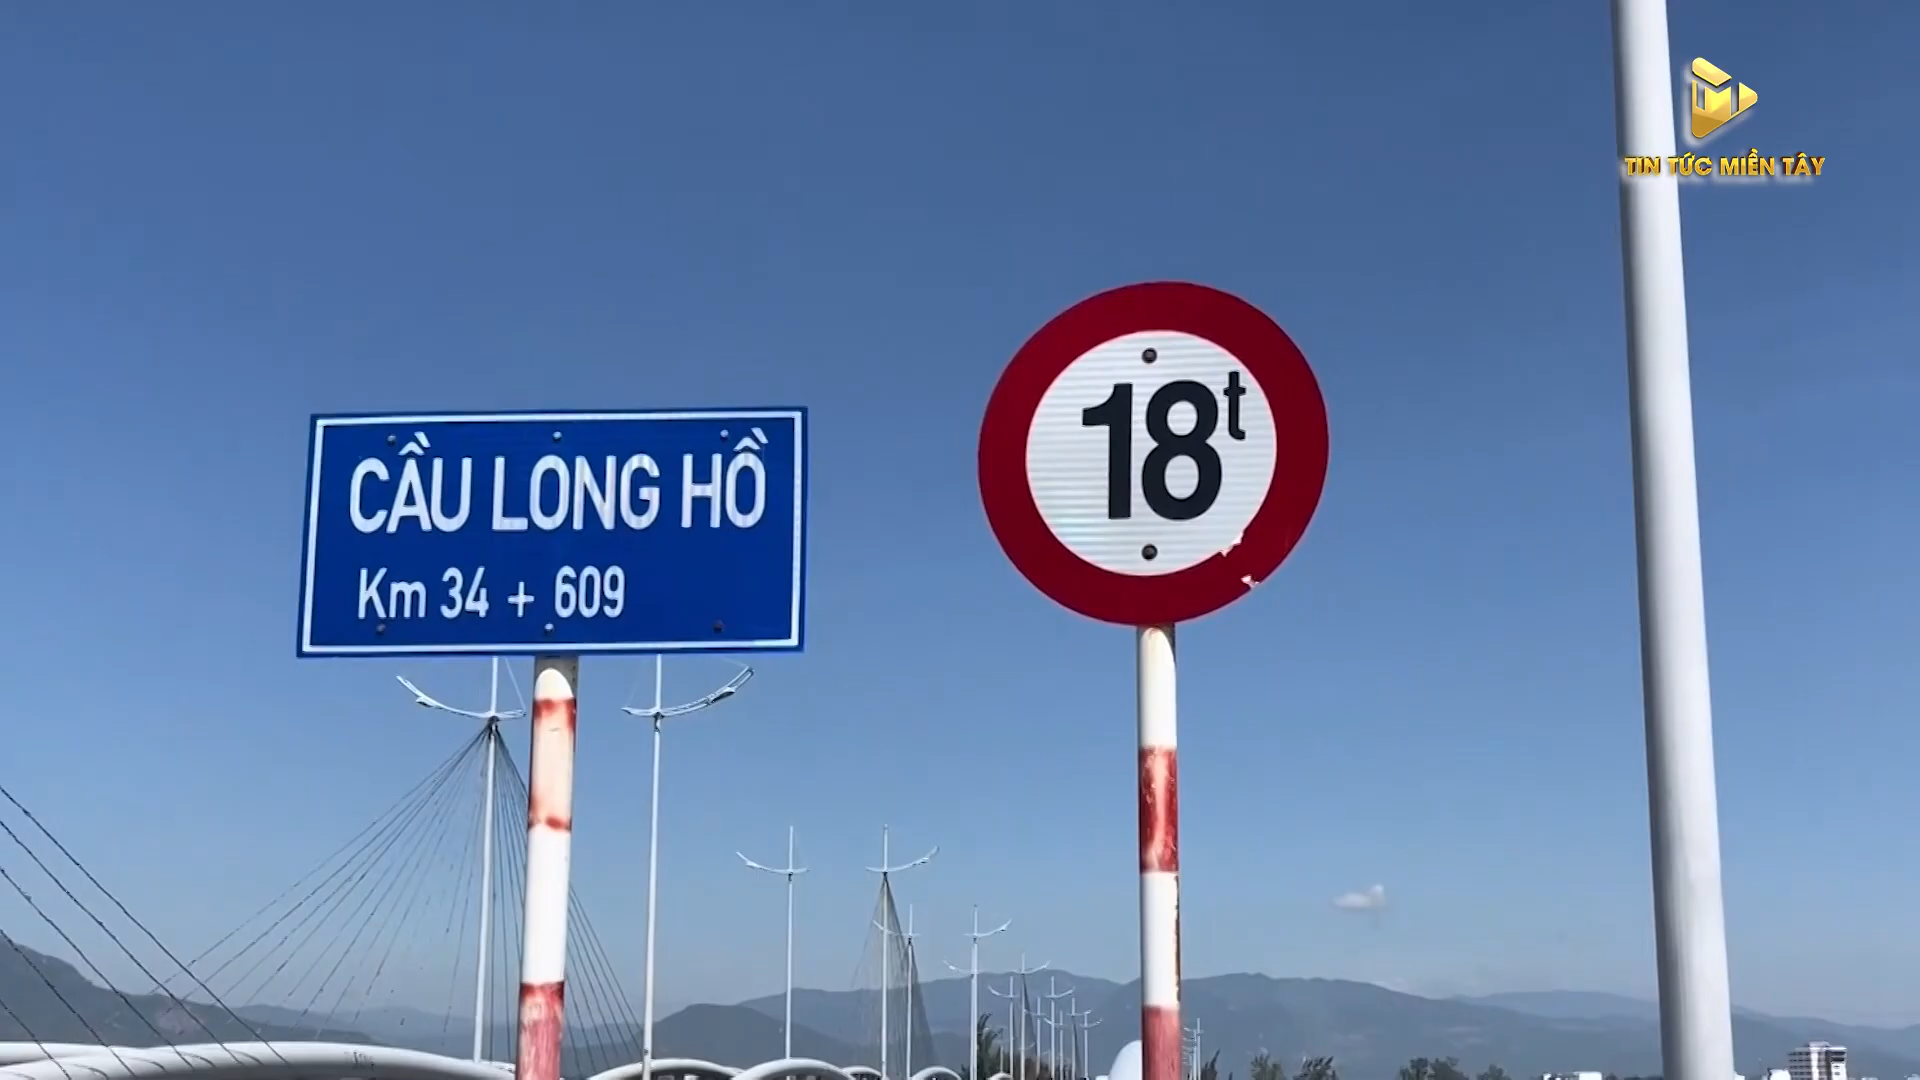 TIN TỨC MIỀN TÂY
CẦU LONG HỒ
Km 34 + 609
18t